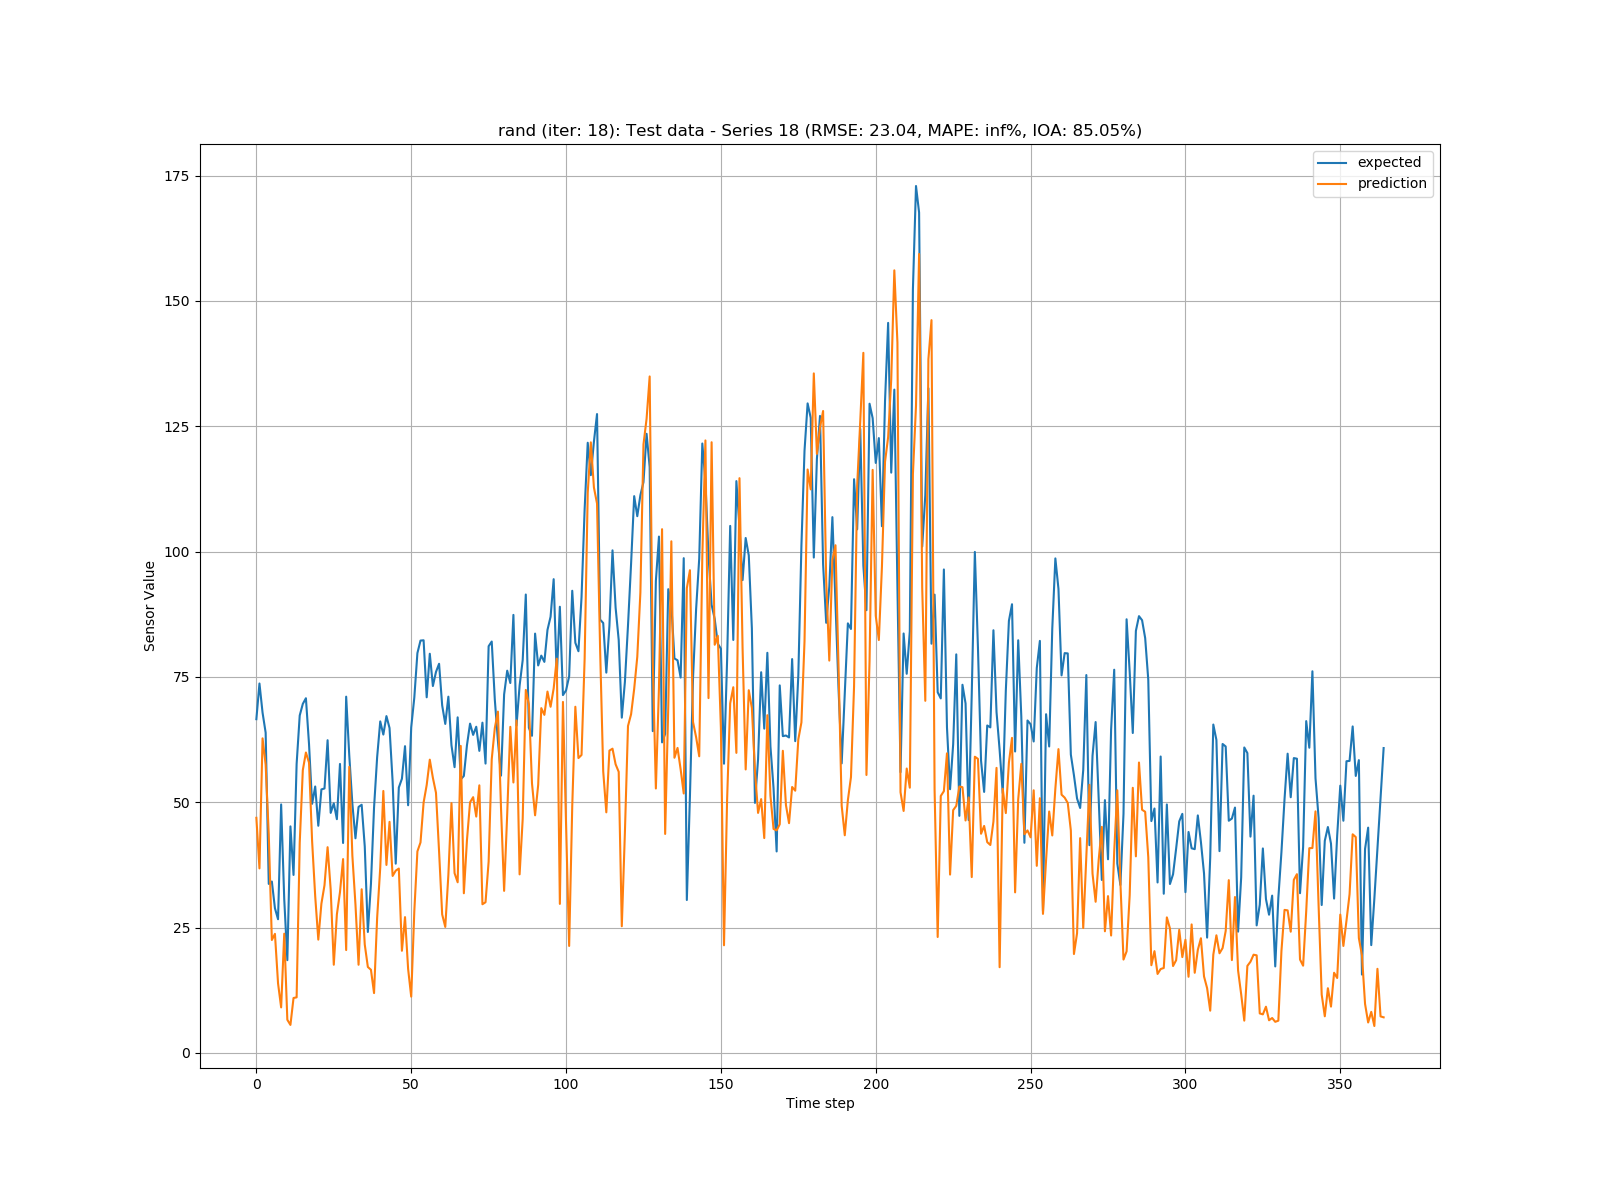 rand (iter: 18): Test data - Series 18 (RMSE: 23.04, MAPE: inf%, IOA: 85.05%)
expected
prediction
175
150
125
100
75
50
25
0
Sensor Value
0 50 100 150 200 250 300 350
Time step